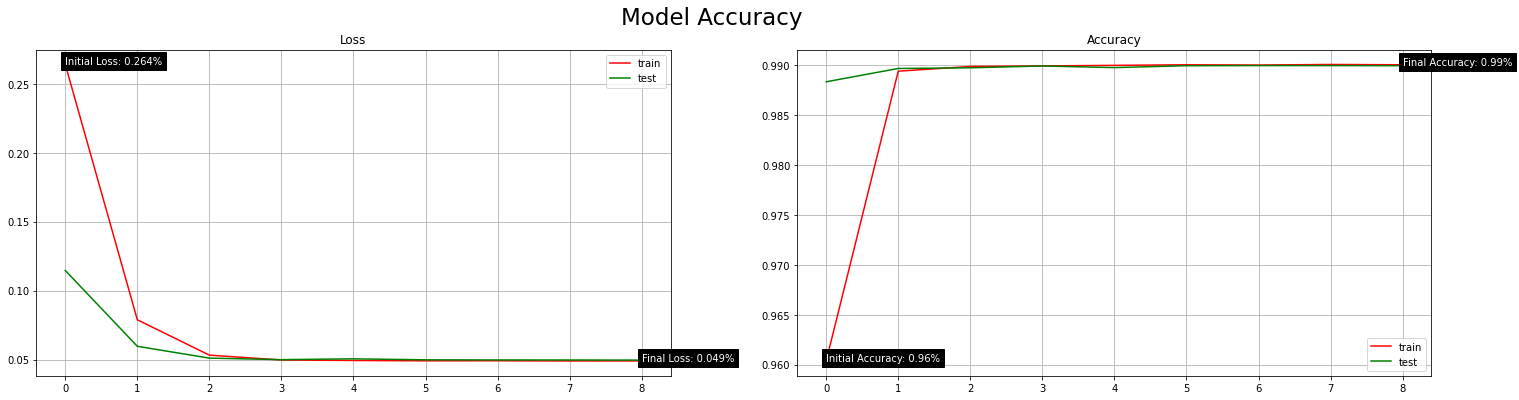 Model Accuracy
Loss
Initial Loss: 0.264%
train
test
0.25
0.20
0.15
0.10
0.05
Final Loss: 0.049%
0 1 2 3 4 5 6 7 8
Accuracy
0.990
Final Accuracy: 0.99%
0.985
0.980
0.975
0.970
0.965
0.960
Initial Accuracy: 0.96%
train
test
0 1 2 3 4 5 6 7 8